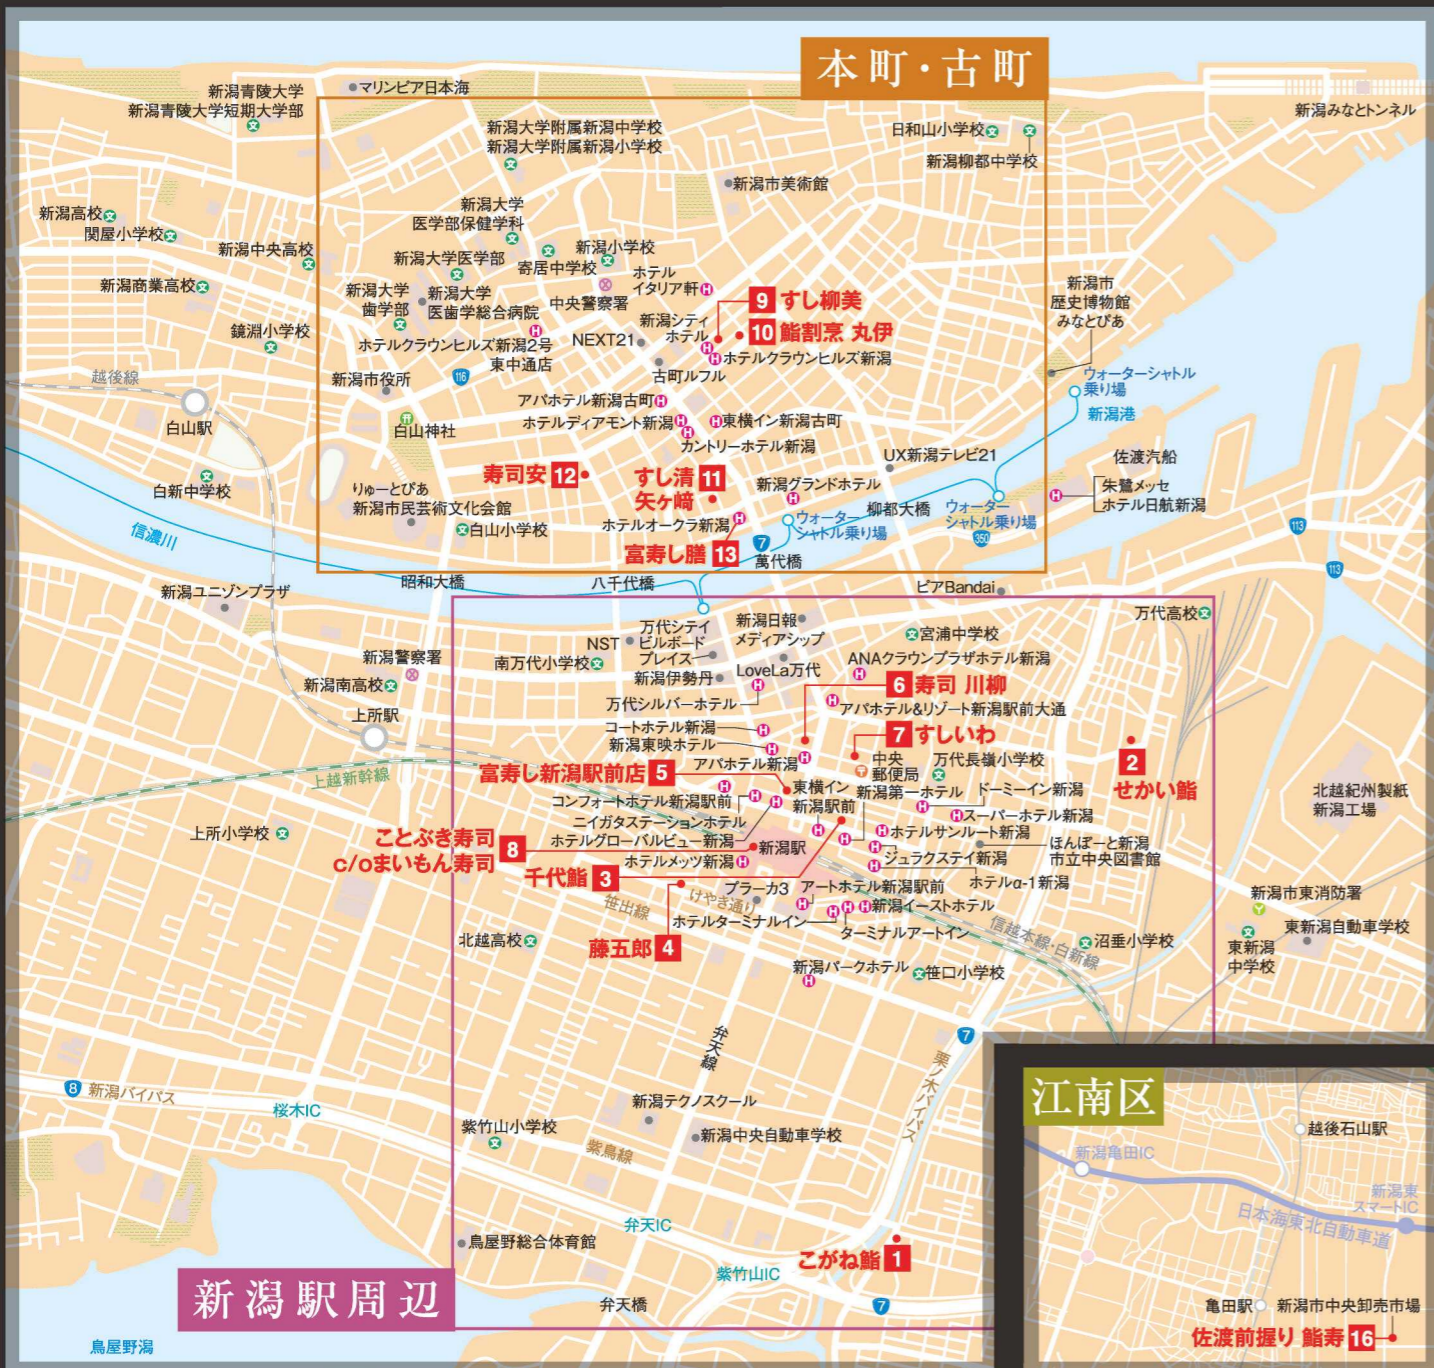 本町・古町
新潟青陵大学
新潟青陵大学短期大学部
マリンピア日本海
新潟大学附属新潟中学校
新潟大学附属新潟小学校
日和山小学校
新潟柳都中学校
新潟みなとトンネル
新潟市美術館
新潟高校
関屋小学校
新潟中央高校
新潟商業高校
鏡淵小学校
新潟大学
医学部保健学科
新潟大学医学部
寄居中学校
新潟小学校
中央警察署
ホテル
イタリア軒
新潟大学
歯学部
新潟大学
医歯学総合病院
9 すし柳美
10 鮨割烹 丸伊
新潟シティ
ホテル
NEXT21
ホテルクラウンヒルズ新潟
古町ルフル
ホテルクラウンヒルズ新潟2号
東中通店
新潟市
歴史博物館
みなとぴあ
ウォーターシャトル
乗り場
新潟港
越後線
白山駅
新潟市役所
116
白山神社
アパホテル新潟古町
ホテルディアモント新潟
東横イン新潟古町
カントリーホテル新潟
UX新潟テレビ21
佐渡汽船
朱鷺メッセ
ホテル日航新潟
白新中学校
寿司安 12
すし清 11
矢ヶ﨑
新潟グランドホテル
りゅーとぴあ
新潟市民芸術文化会館
白山小学校
ホテルオークラ新潟
ウォーター
シャトル乗り場
柳都大橋
ウォーター
シャトル乗り場
350
113
113
信濃川
富寿し膳 13
7
萬代橋
昭和大橋
八千代橋
ピアBandai
新潟ユニゾンプラザ
万代高校
NST
万代シテイ
ビルボード
プレイス
新潟日報
メディアシップ
宮浦中学校
新潟警察署
南万代小学校
新潟伊勢丹
LoveLa万代
ANAクラウンプラザホテル新潟
新潟南高校
6 寿司 川柳
万代シルバーホテル
アパホテル&リゾート新潟駅前大通
上所駅
コートホテル新潟
新潟東映ホテル
7 すしいわ
アパホテル新潟
中央
郵便局
万代長嶺小学校
2
せかい鮨
上越新幹線
富寿し新潟駅前店 5
東横イン
新潟駅前
新潟第一ホテル
ドーミーイン新潟
スーパーホテル新潟
コンフォートホテル新潟駅前
ニイガタステーションホテル
ホテルグローバルビュー新潟
ホテルサンルート新潟
ほんぽーと新潟
市立中央図書館
北越紀州製紙
新潟工場
上所小学校
ことぶき寿司
c/oまいもん寿司
8
新潟駅
ホテルメッツ新潟
ジュラクステイ新潟
ホテルα-1新潟
千代鮨 3
プラーカ3
アートホテル新潟駅前
けやき通り
笹出線
新潟イーストホテル
ホテルターミナルイン
ターミナルアートイン
新潟市東消防署
東新潟自動車学校
東新潟
中学校
信越本線・白新線
沼垂小学校
北越高校
藤五郎 4
新潟パークホテル
笹口小学校
弁天線
7
栗ノ木バイパス
8
新潟バイパス
桜木IC
新潟テクノスクール
新潟中央自動車学校
紫竹山小学校
紫鳥線
弁天IC
鳥屋野総合体育館
紫竹山IC
こがね鮨 1
新潟駅周辺
弁天橋
7
鳥屋野潟
江南区
越後石山駅
新潟亀田IC
新潟東
スマートIC
日本海東北自動車道
亀田駅
新潟市中央卸売市場
佐渡前握り 鮨寿 16